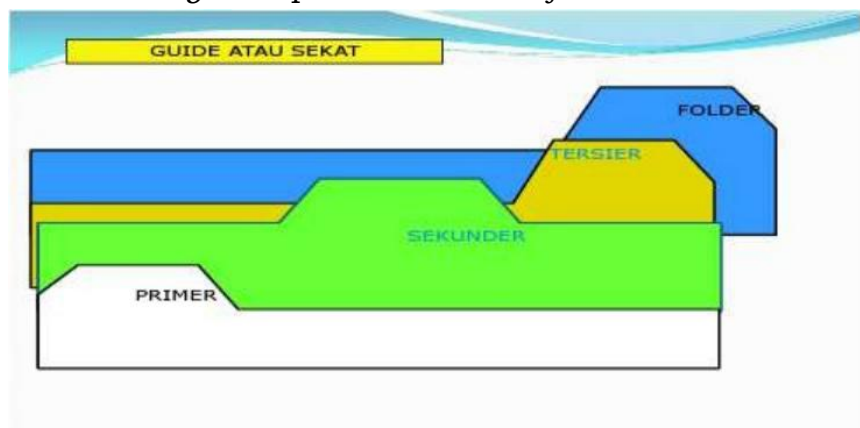 GUIDE ATAU SEKAT
FOLDER
TERSIER
SEKUNDER
PRIMER